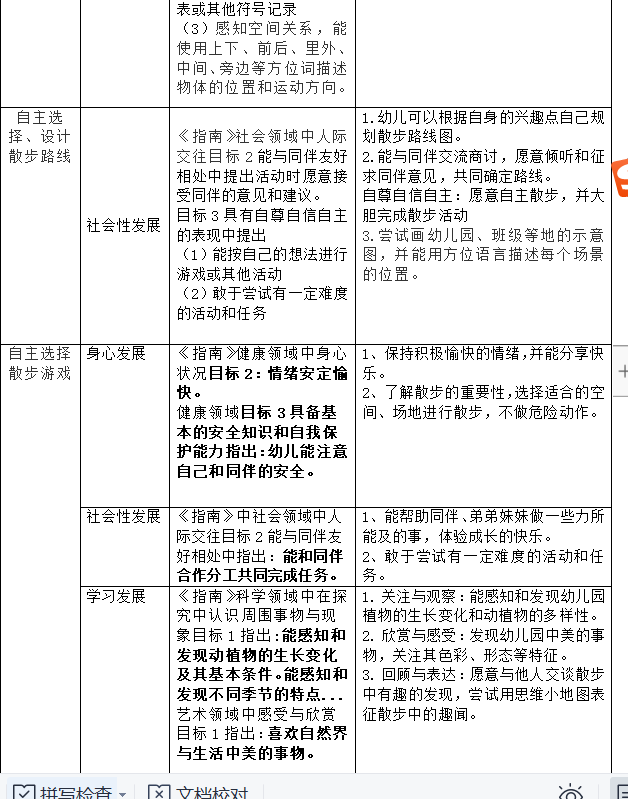 表或其他符号记录
（3）感知空间关系，能
使用上下、前后、里外、
中间、旁边等方位词描述
物体的位置和运动方向。
自主选
择、设计
散步路线
社会性发展
《指南》社会领域中人际
交往目标2能与同伴友好
相处中提出活动时愿意接
受同伴的意见和建议。
目标3具有自尊自信自主
的表现中提出
（1）能按自己的想法进行
游戏或其他活动
（2）敢于尝试有一定难度
的活动和任务
1.幼儿可以根据自身的兴趣点自己规
划散步路线图。
2.能与同伴交流商讨，愿意倾听和征
求同伴意见，共同确定路线。
自尊自信自主：愿意自主散步，并大
胆完成散步活动
3.尝试画幼儿园、班级等地的示意
图，并能用方位语言描述每个场景
的位置。
自主选择
散步游戏
身心发展
《指南》健康领域中身心
状况目标2：情绪安定愉
快。
健康领域目标3具备基
本的安全知识和自我保
护能力指出:幼儿能注意
自己和同伴的安全。
1、保持积极愉快的情绪,并能分享快
乐。
2、了解散步的重要性,选择适合的空
间、场地进行散步，不做危险动作。
社会性发展
《指南》中社会领域中人
际交往目标2能与同伴友
好相处中指出：能和同伴
合作分工共同完成任务。
1、能帮助同伴、弟弟妹妹做一些力所
能及的事，体验成长的快乐。
2、敢于尝试有一定难度的活动和任
务。
学习发展
《指南》科学领域中在探
究中认识周围事物与现
象目标1指出:能感知和
发现动植物的生长变化
及其基本条件。能感知和
发现不同季节的特点...
艺术领域中感受与欣赏
目标1指出:喜欢自然界
与生活中美的事物。
1. 关注与观察：能感知和发现幼儿园
植物的生长变化和动植物的多样性。
2. 欣赏与感受：发现幼儿园中美的事
物，关注其色彩、形态等特征。
3. 回顾与表达：愿意与他人交谈散步
中有趣的发现，尝试用思维小地图表
征散步中的趣闻。
拼写检查 文档校对